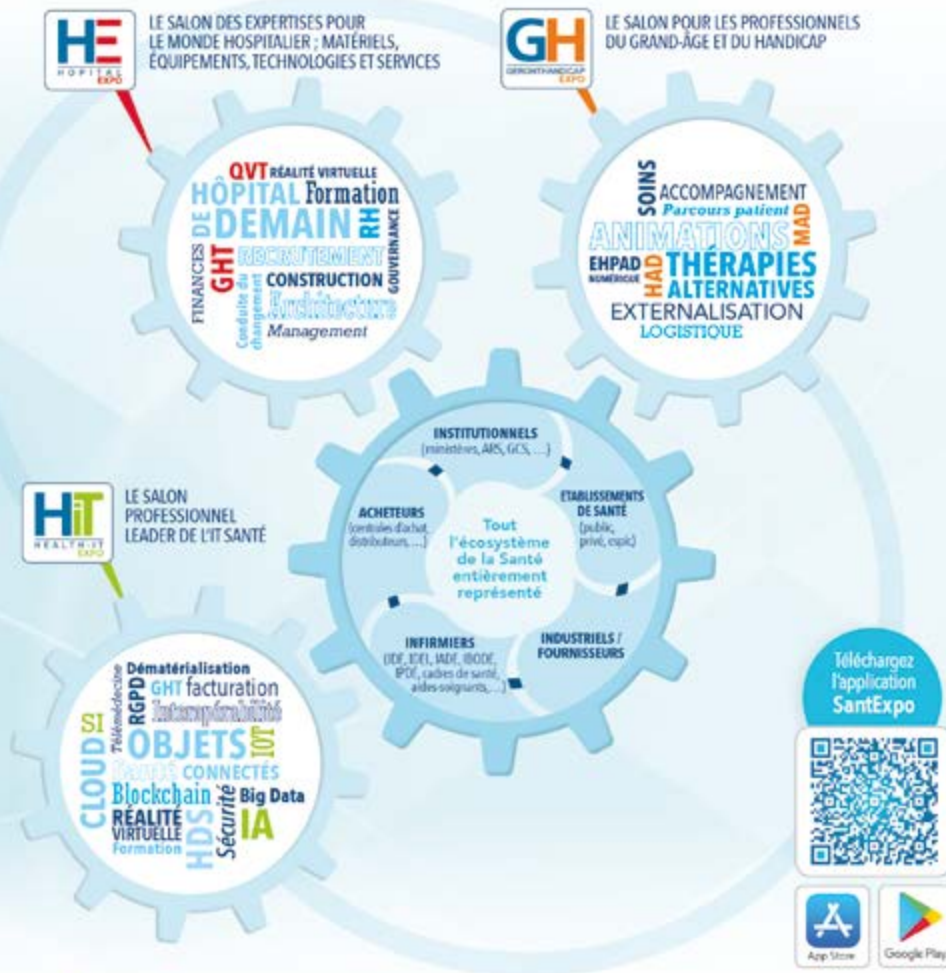 HE
HOPITAL
EXPO
LE SALON DES EXPERTISES POUR
LE MONDE HOSPITALIER ; MATÉRIELS,
ÉQUIPEMENTS, TECHNOLOGIES ET SERVICES
GH
GERONTHANDICAP
EXPO
LE SALON POUR LES PROFESSIONNELS
DU GRAND-ÂGE ET DU HANDICAP
QVT RÉALITÉ VIRTUELLE
HÔPITAL Formation
DE DEMAIN RH
FINANCES
GHT
RECRUTEMENT
GOUVERNANCE
Conduite du
changement
CONSTRUCTION
Architecture
Management
SOINS
ACCOMPAGNEMENT
Parcours patient
ANIMATIONS
MAD
EHPAD
NUMÉRIQUE
HAD
THÉRAPIES
ALTERNATIVES
EXTERNALISATION
LOGISTIQUE
INSTITUTIONNELS
(ministères, ARS, GCS, ...)
ACHETEURS
(centrales d'achat,
distributeurs, ...)
Tout
l'écosystème
de la Santé
entièrement
représenté
ETABLISSEMENTS
DE SANTÉ
(public,
privé, espic)
INFIRMIERS
(IDE, IDEL, IADE, IBODE,
IPDE, cadres de santé,
aides-soignants, ...)
INDUSTRIELS /
FOURNISSEURS
HiT
HEALTH-IT
EXPO
LE SALON
PROFESSIONNEL
LEADER DE L'IT SANTÉ
CLOUD
SI
Télémédecine
RGPD
Dématérialisation
GHT facturation
Interopérabilité
OBJETS
IOT
Santé CONNECTÉS
Blockchain
RÉALITÉ
VIRTUELLE
Formation
HDS
Sécurité
Big Data
IA
Téléchargez
l'application
SantExpo
App Store
Google Play